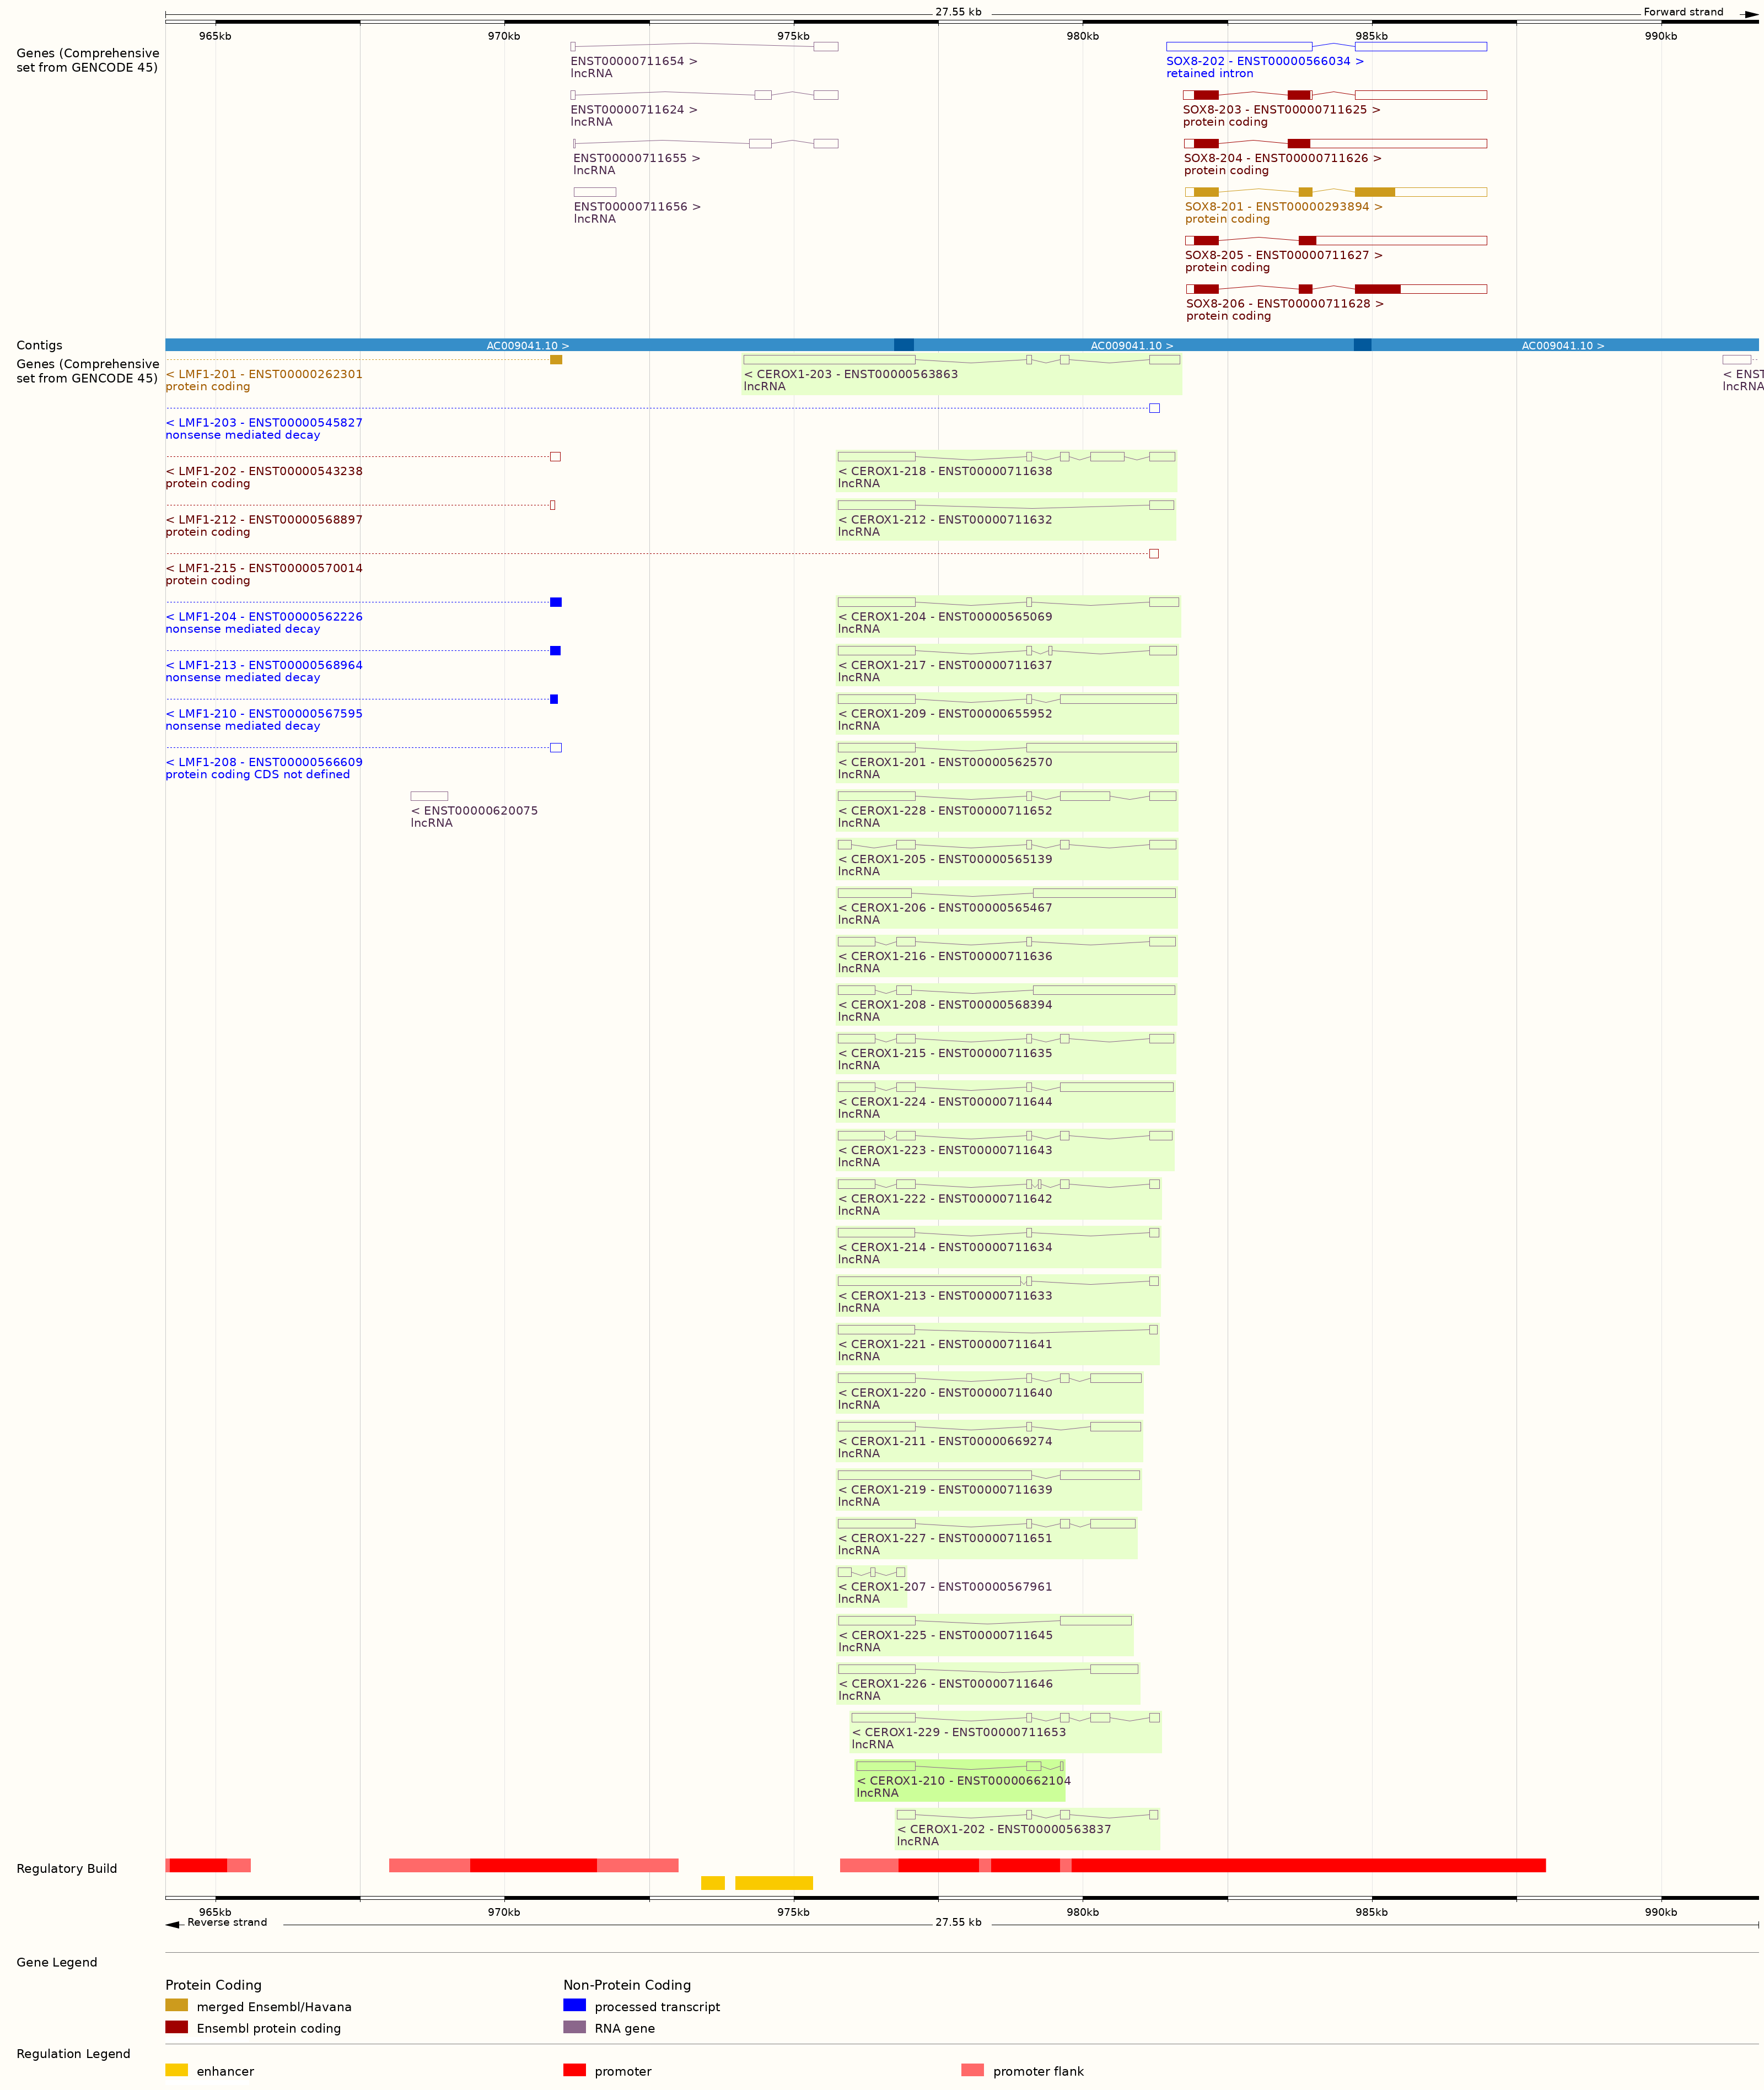 27.55 kb
Forward strand
965kb 970kb 975kb 980kb 985kb 990kb
Genes (Comprehensive
set from GENCODE 45)
ENST00000711654 >
lncRNA
SOX8-202 - ENST00000566034 >
retained intron
ENST00000711624 >
lncRNA
SOX8-203 - ENST00000711625 >
protein coding
ENST00000711655 >
lncRNA
SOX8-204 - ENST00000711626 >
protein coding
ENST00000711656 >
lncRNA
SOX8-201 - ENST00000293894 >
protein coding
SOX8-205 - ENST00000711627 >
protein coding
SOX8-206 - ENST00000711628 >
protein coding
Contigs
AC009041.10 > AC009041.10 > AC009041.10 >
Genes (Comprehensive
set from GENCODE 45)
< LMF1-201 - ENST00000262301
protein coding
< CEROX1-203 - ENST00000563863
lncRNA
< ENST
lncRNA
< LMF1-203 - ENST00000545827
nonsense mediated decay
< LMF1-202 - ENST00000543238
protein coding
< CEROX1-218 - ENST00000711638
lncRNA
< LMF1-212 - ENST00000568897
protein coding
< CEROX1-212 - ENST00000711632
lncRNA
< LMF1-215 - ENST00000570014
protein coding
< LMF1-204 - ENST00000562226
nonsense mediated decay
< CEROX1-204 - ENST00000565069
lncRNA
< LMF1-213 - ENST00000568964
nonsense mediated decay
< CEROX1-217 - ENST00000711637
lncRNA
< LMF1-210 - ENST00000567595
nonsense mediated decay
< CEROX1-209 - ENST00000655952
lncRNA
< LMF1-208 - ENST00000566609
protein coding CDS not defined
< CEROX1-201 - ENST00000562570
lncRNA
< ENST00000620075
lncRNA
< CEROX1-228 - ENST00000711652
lncRNA
< CEROX1-205 - ENST00000565139
lncRNA
< CEROX1-206 - ENST00000565467
lncRNA
< CEROX1-216 - ENST00000711636
lncRNA
< CEROX1-208 - ENST00000568394
lncRNA
< CEROX1-215 - ENST00000711635
lncRNA
< CEROX1-224 - ENST00000711644
lncRNA
< CEROX1-223 - ENST00000711643
lncRNA
< CEROX1-222 - ENST00000711642
lncRNA
< CEROX1-214 - ENST00000711634
lncRNA
< CEROX1-213 - ENST00000711633
lncRNA
< CEROX1-221 - ENST00000711641
lncRNA
< CEROX1-220 - ENST00000711640
lncRNA
< CEROX1-211 - ENST00000669274
lncRNA
< CEROX1-219 - ENST00000711639
lncRNA
< CEROX1-227 - ENST00000711651
lncRNA
< CEROX1-207 - ENST00000567961
lncRNA
< CEROX1-225 - ENST00000711645
lncRNA
< CEROX1-226 - ENST00000711646
lncRNA
< CEROX1-229 - ENST00000711653
lncRNA
< CEROX1-210 - ENST00000662104
lncRNA
< CEROX1-202 - ENST00000563837
lncRNA
Regulatory Build
965kb 970kb 975kb 980kb 985kb 990kb
Reverse strand
27.55 kb
Gene Legend
Protein Coding
Non-Protein Coding
merged Ensembl/Havana
processed transcript
Ensembl protein coding
RNA gene
Regulation Legend
enhancer
promoter
promoter flank